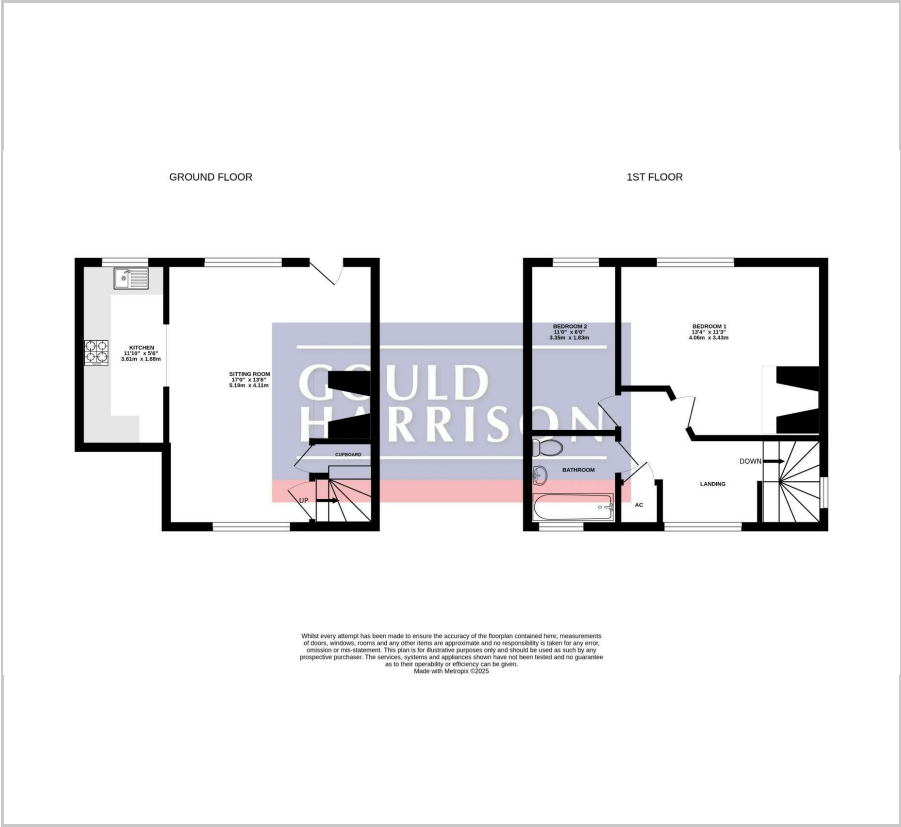 GROUND FLOOR
1ST FLOOR
KITCHEN
11'10" x 5'6"
3.61m x 1.68m
SITTING ROOM
17'0" x 13'6"
5.19m x 4.11m
CUPBOARD
UP
BEDROOM 2
11'0" x 6'0"
3.35m x 1.83m
BEDROOM 1
13'4" x 11'3"
4.06m x 3.43m
BATHROOM
AC
LANDING
DOWN
GOULD
HARRISON
Whilst every attempt has been made to ensure the accuracy of the floorplan contained here, measurements
of doors, windows, rooms and any other items are approximate and no responsibility is taken for any error,
omission or mis-statement. This plan is for illustrative purposes only and should be used as such by any
prospective purchaser. The services, systems and appliances shown have not been tested and no guarantee
as to their operability or efficiency can be given.
Made with Metropix ©2025